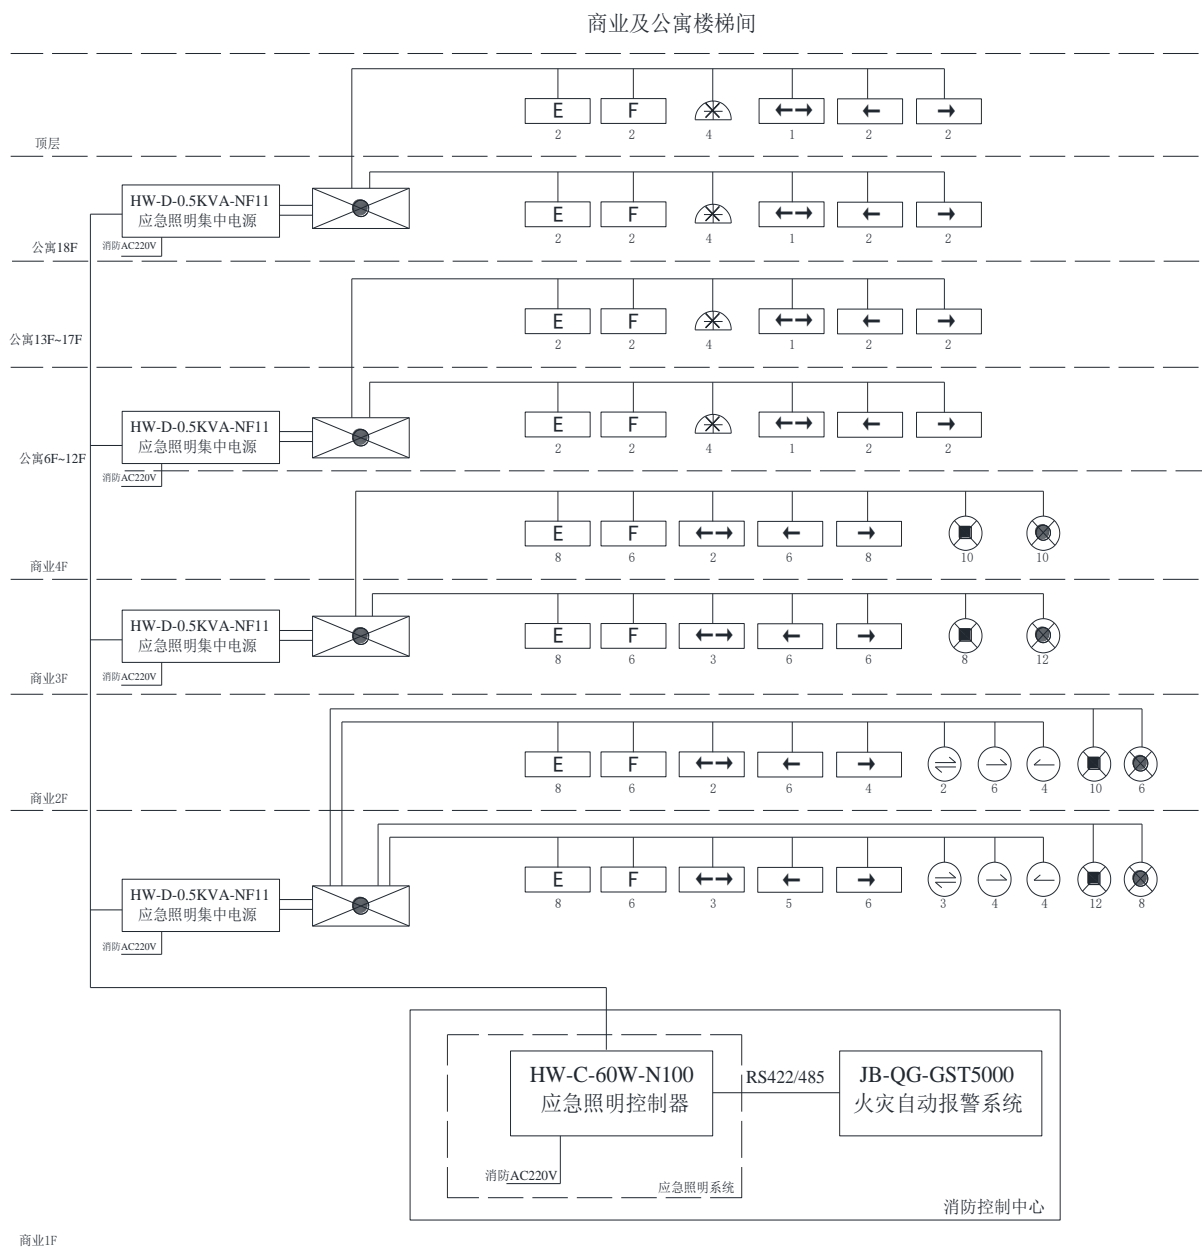 商业及公寓楼梯间
E F
2 2 4 1 2 2
顶层
HW-D-0.5KVA-NF11
应急照明集中电源
E F
2 2 4 1 2 2
消防AC220V
公寓18F
E F
公寓13F~17F
2 2 4 1 2 2
HW-D-0.5KVA-NF11
应急照明集中电源
E F
2 2 4 1 2 2
公寓6F~12F
消防AC220V
E F
8 6 2 6 8 10 10
商业4F
HW-D-0.5KVA-NF11
应急照明集中电源
E F
8 6 3 6 6 8 12
消防AC220V
商业3F
E F
8 6 2 6 4 2 6 4 10 6
商业2F
HW-D-0.5KVA-NF11
应急照明集中电源
E F
8 6 3 5 6 3 4 4 12 8
消防AC220V
HW-C-60W-N100
应急照明控制器
RS422/485
JB-QG-GST5000
火灾自动报警系统
消防AC220V
应急照明系统
消防控制中心
商业1F